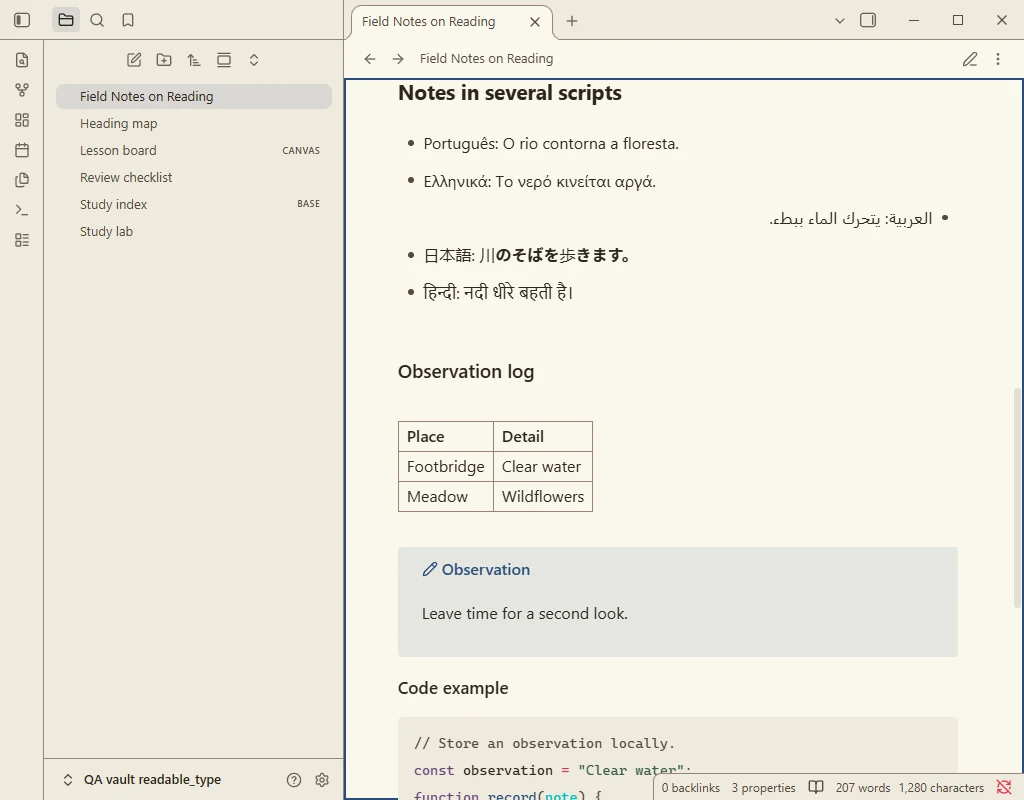 Field Notes on Reading
Field Notes on Reading
Field Notes on Reading
Heading map
Lesson board CANVAS
Review checklist
Study index BASE
Study lab
QA vault readable_type
Notes in several scripts
Português: O rio contorna a floresta.
Ελληνικά: Το νερό κινείται αργά.
العربية: يتحرك الماء ببطء.
日本語: 川のそばを歩きます。
हिन्दी: नदी धीरे बहती है।
Observation log
Place Detail
Footbridge Clear water
Meadow Wildflowers
Observation
Leave time for a second look.
Code example
// Store an observation locally.
const observation = "Clear water";
function record(note) {
0 backlinks 3 properties 207 words 1,280 characters